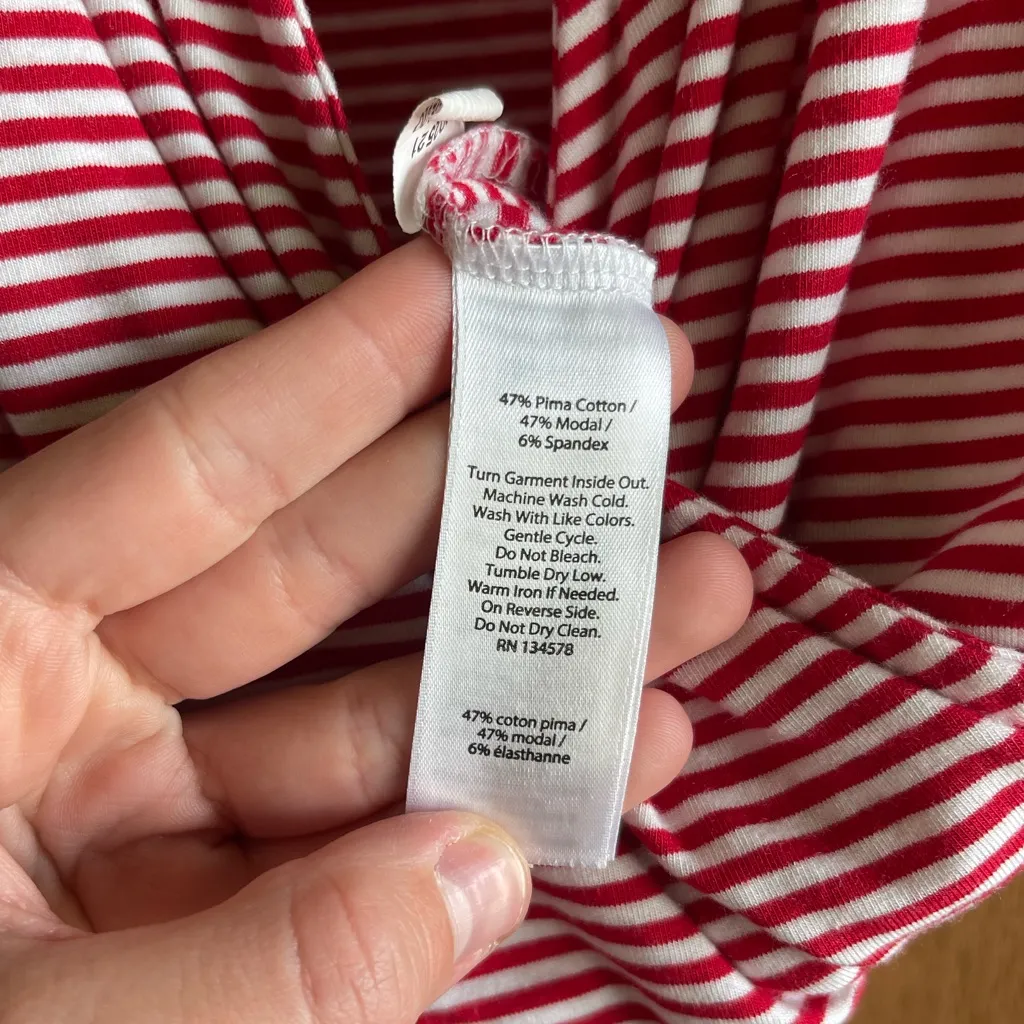 47% Pima Cotton /
47% Modal /
6% Spandex
Turn Garment Inside Out.
Machine Wash Cold.
Wash With Like Colors.
Gentle Cycle.
Do Not Bleach.
Tumble Dry Low.
Warm Iron If Needed.
On Reverse Side.
Do Not Dry Clean.
RN 134578
47% coton pima /
47% modal /
6% élasthanne